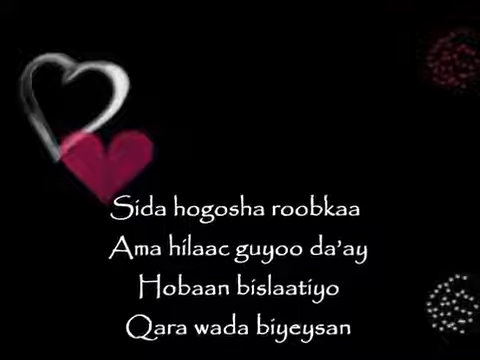 Sida hogosha roobkaa
Ama hilaac guyoo da'ay
Hobaan bislaatiyo
Qara wada biyeysan